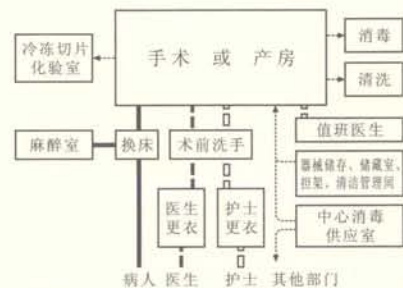 手术 或 产房
消毒
冷冻切片
化验室
清洗
麻醉室
换床
术前洗手
值班医生
器械储存、储藏室、
担架、清洁管理间
医生
更衣
护士
更衣
中心消毒
供应室
病人 医生 护士 其他部门